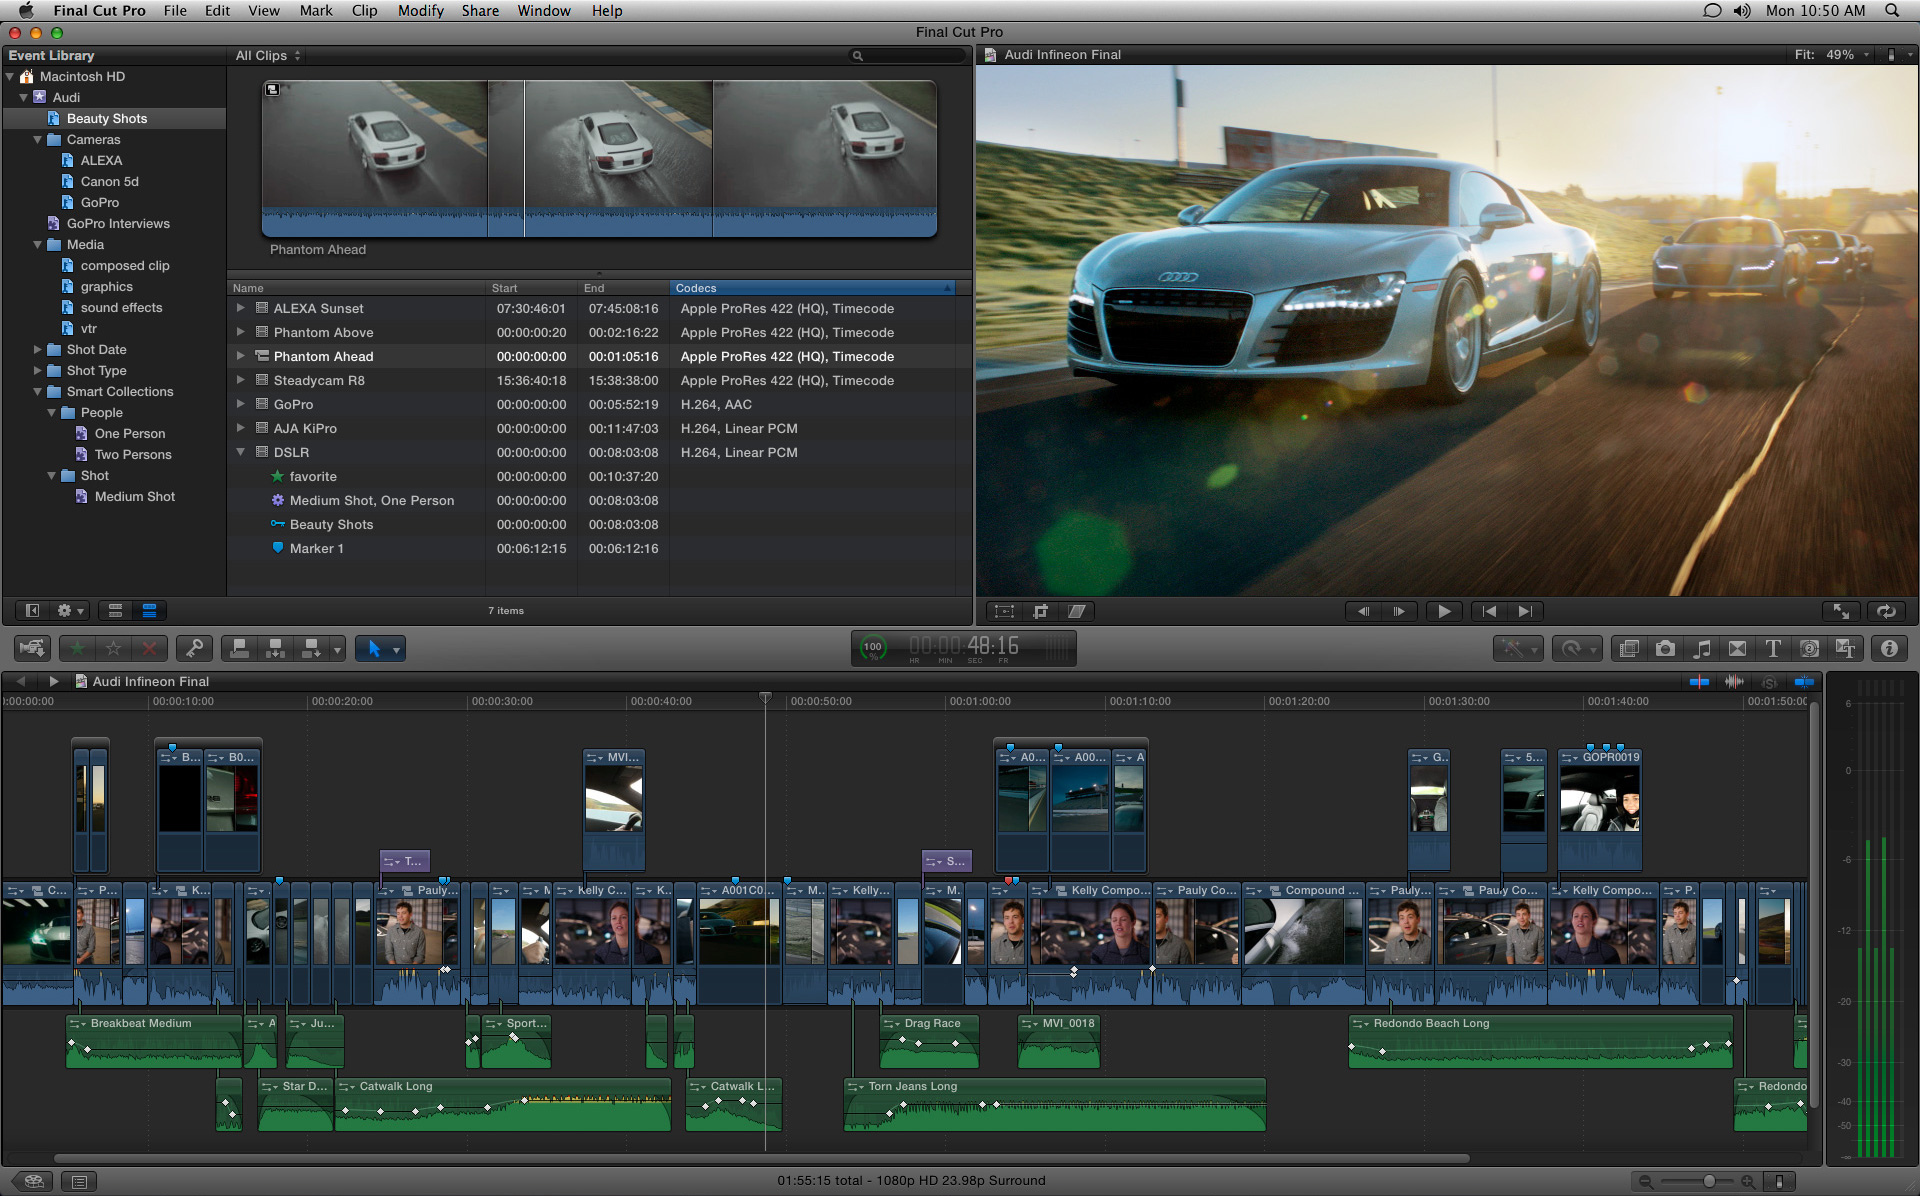 Final Cut Pro File Edit View Mark Clip Modify Share Window Help Mon 10:50 AM
Final Cut Pro
Event Library
All Clips
Audi Infineon Final
Fit: 49%
Macintosh HD
Audi
Beauty Shots
Cameras
ALEXA
Canon 5d
GoPro
GoPro Interviews
Media
composed clip
graphics
sound effects
vtr
Shot Date
Shot Type
Smart Collections
People
One Person
Two Persons
Shot
Medium Shot
Phantom Ahead
Name Start End Codecs
ALEXA Sunset 07:30:46:01 07:45:08:16 Apple ProRes 422 (HQ), Timecode
Phantom Above 00:00:00:20 00:02:16:22 Apple ProRes 422 (HQ), Timecode
Phantom Ahead 00:00:00:00 00:01:05:16 Apple ProRes 422 (HQ), Timecode
Steadycam R8 15:36:40:18 15:38:38:00 Apple ProRes 422 (HQ), Timecode
GoPro 00:00:00:00 00:05:52:19 H.264, AAC
AJA KiPro 00:00:00:00 00:11:47:03 H.264, Linear PCM
DSLR 00:00:00:00 00:08:03:08 H.264, Linear PCM
favorite 00:00:00:00 00:10:37:20
Medium Shot, One Person 00:00:00:00 00:08:03:08
Beauty Shots 00:00:00:00 00:08:03:08
Marker 1 00:06:12:15 00:06:12:16
7 items
100 % 00:00:48:16
HR MIN SEC FR
Audi Infineon Final
0:00:00:00 00:00:10:00 00:00:20:00 00:00:30:00 00:00:40:00 00:00:50:00 00:01:00:00 00:01:10:00 00:01:20:00 00:01:30:00 00:01:40:00 00:01:50:00
B... B0... MVI... A0... A00... A G... 5... GOPR0019
T... S...
C... P... K... Pauly... M Kelly C... K... A001C0... M... Kelly... M. Kelly Compo... Pauly Co... Compound ... Pauly... Pauly Co... Kelly Compo... P.
Breakbeat Medium A Ju... Sport... Drag Race MVI_0018 Redondo Beach Long
Star D... Catwalk Long Catwalk L... Torn Jeans Long Redondo
6
0
-6
-12
-20
-30
-40
-50
-∞
01:55:15 total - 1080p HD 23.98p Surround